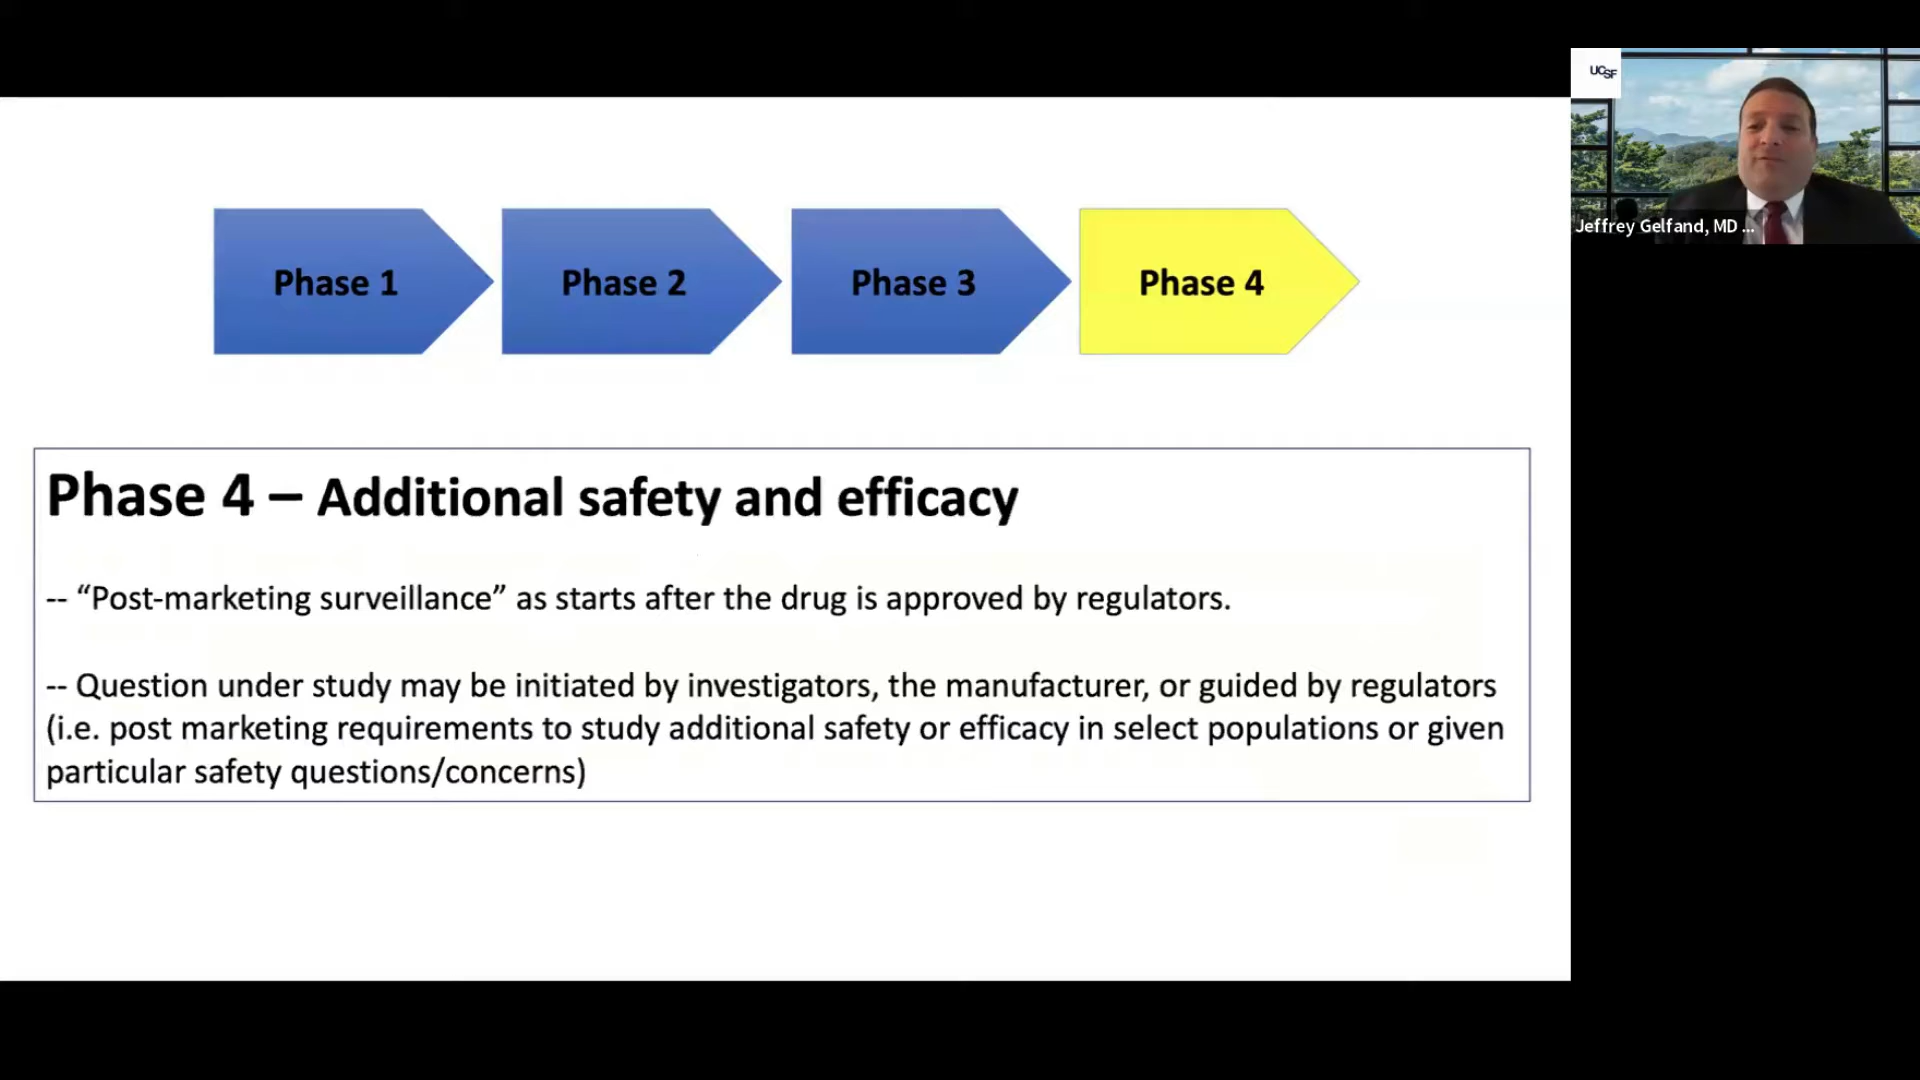 UCSF
Jeffrey Gelfand, MD ...
Phase 1
Phase 2
Phase 3
Phase 4
Phase 4 – Additional safety and efficacy
-- “Post-marketing surveillance” as starts after the drug is approved by regulators.
-- Question under study may be initiated by investigators, the manufacturer, or guided by regulators
(i.e. post marketing requirements to study additional safety or efficacy in select populations or given
particular safety questions/concerns)